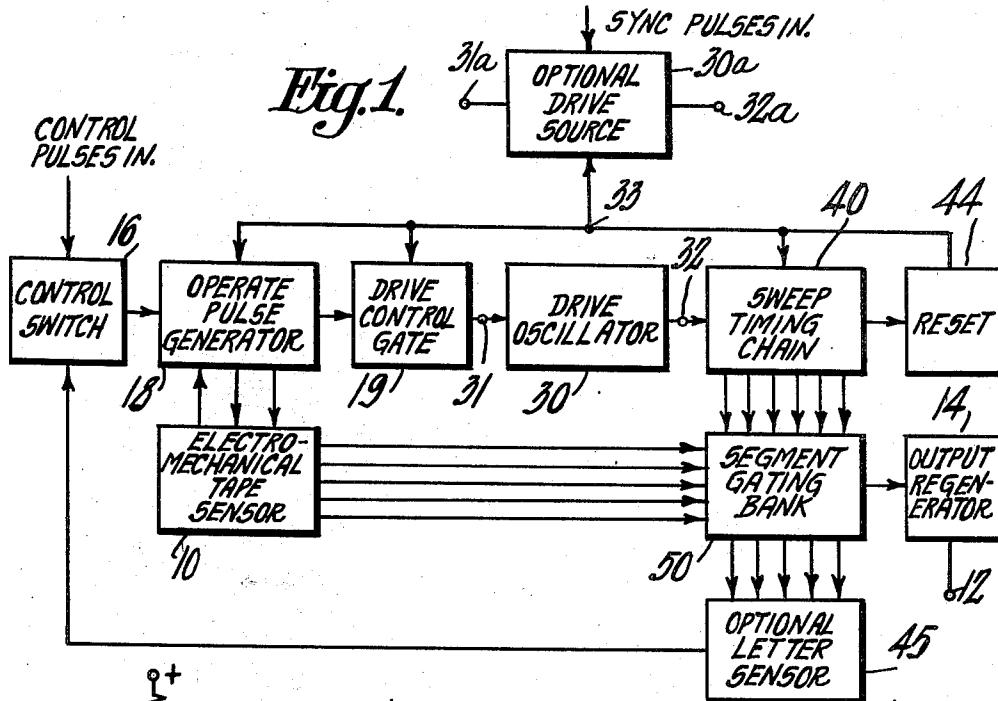 SYNC PULSES IN.
Fig. 1.
31a
OPTIONAL
DRIVE
SOURCE
30a
32a
CONTROL
PULSES IN.
33
40
44
16
32
CONTROL
SWITCH
OPERATE
PULSE
GENERATOR
DRIVE
CONTROL
GATE
DRIVE
OSCILLATOR
SWEEP
TIMING
CHAIN
RESET
18
19
31
30
14
ELECTRO-
MECHANICAL
TAPE
SENSOR
SEGMENT
GATING
BANK
OUTPUT
REGEN-
ERATOR
10
50
12
OPTIONAL
LETTER
SENSOR
45
+